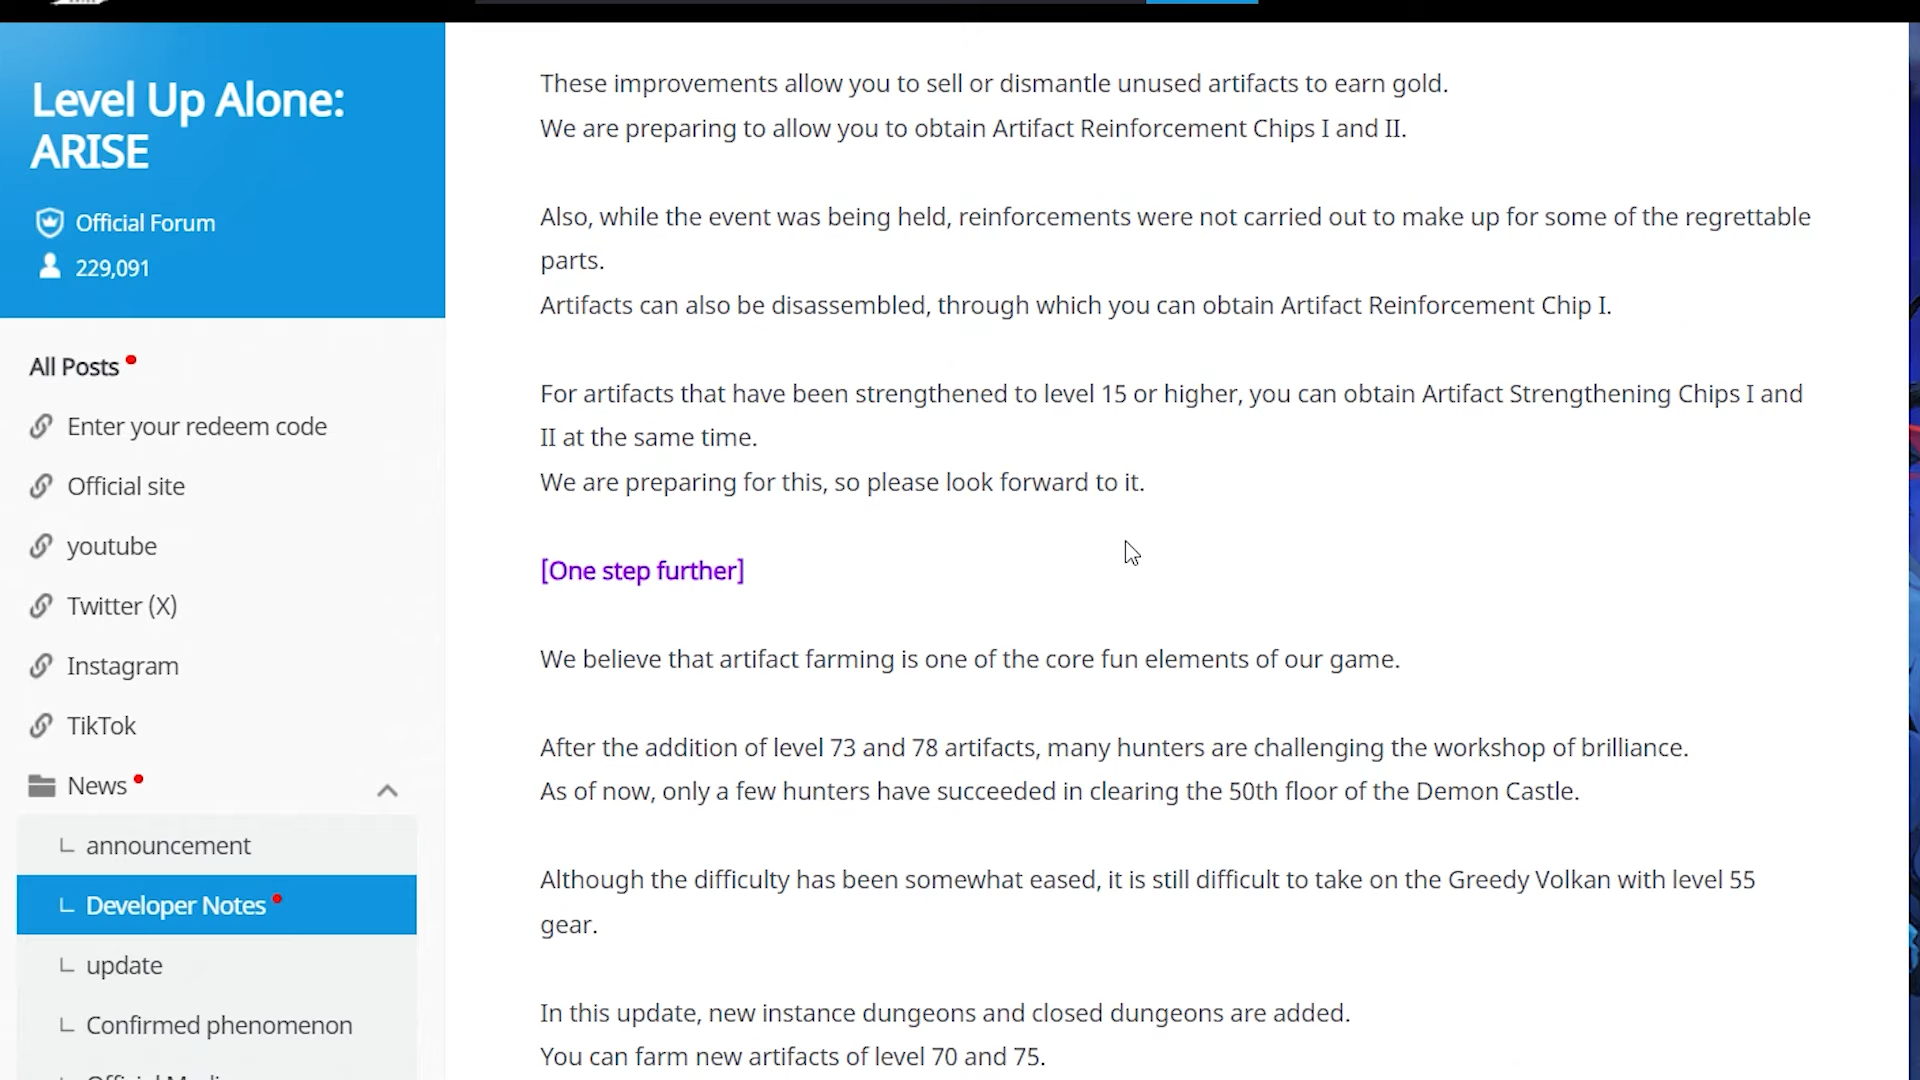 Level Up Alone:
ARISE
Official Forum
229,091
All Posts
Enter your redeem code
Official site
youtube
Twitter (X)
Instagram
TikTok
News
announcement
Developer Notes
update
Confirmed phenomenon
These improvements allow you to sell or dismantle unused artifacts to earn gold.
We are preparing to allow you to obtain Artifact Reinforcement Chips I and II.
Also, while the event was being held, reinforcements were not carried out to make up for some of the regrettable
parts.
Artifacts can also be disassembled, through which you can obtain Artifact Reinforcement Chip I.
For artifacts that have been strengthened to level 15 or higher, you can obtain Artifact Strengthening Chips I and
II at the same time.
We are preparing for this, so please look forward to it.
[One step further]
We believe that artifact farming is one of the core fun elements of our game.
After the addition of level 73 and 78 artifacts, many hunters are challenging the workshop of brilliance.
As of now, only a few hunters have succeeded in clearing the 50th floor of the Demon Castle.
Although the difficulty has been somewhat eased, it is still difficult to take on the Greedy Volkan with level 55
gear.
In this update, new instance dungeons and closed dungeons are added.
You can farm new artifacts of level 70 and 75.